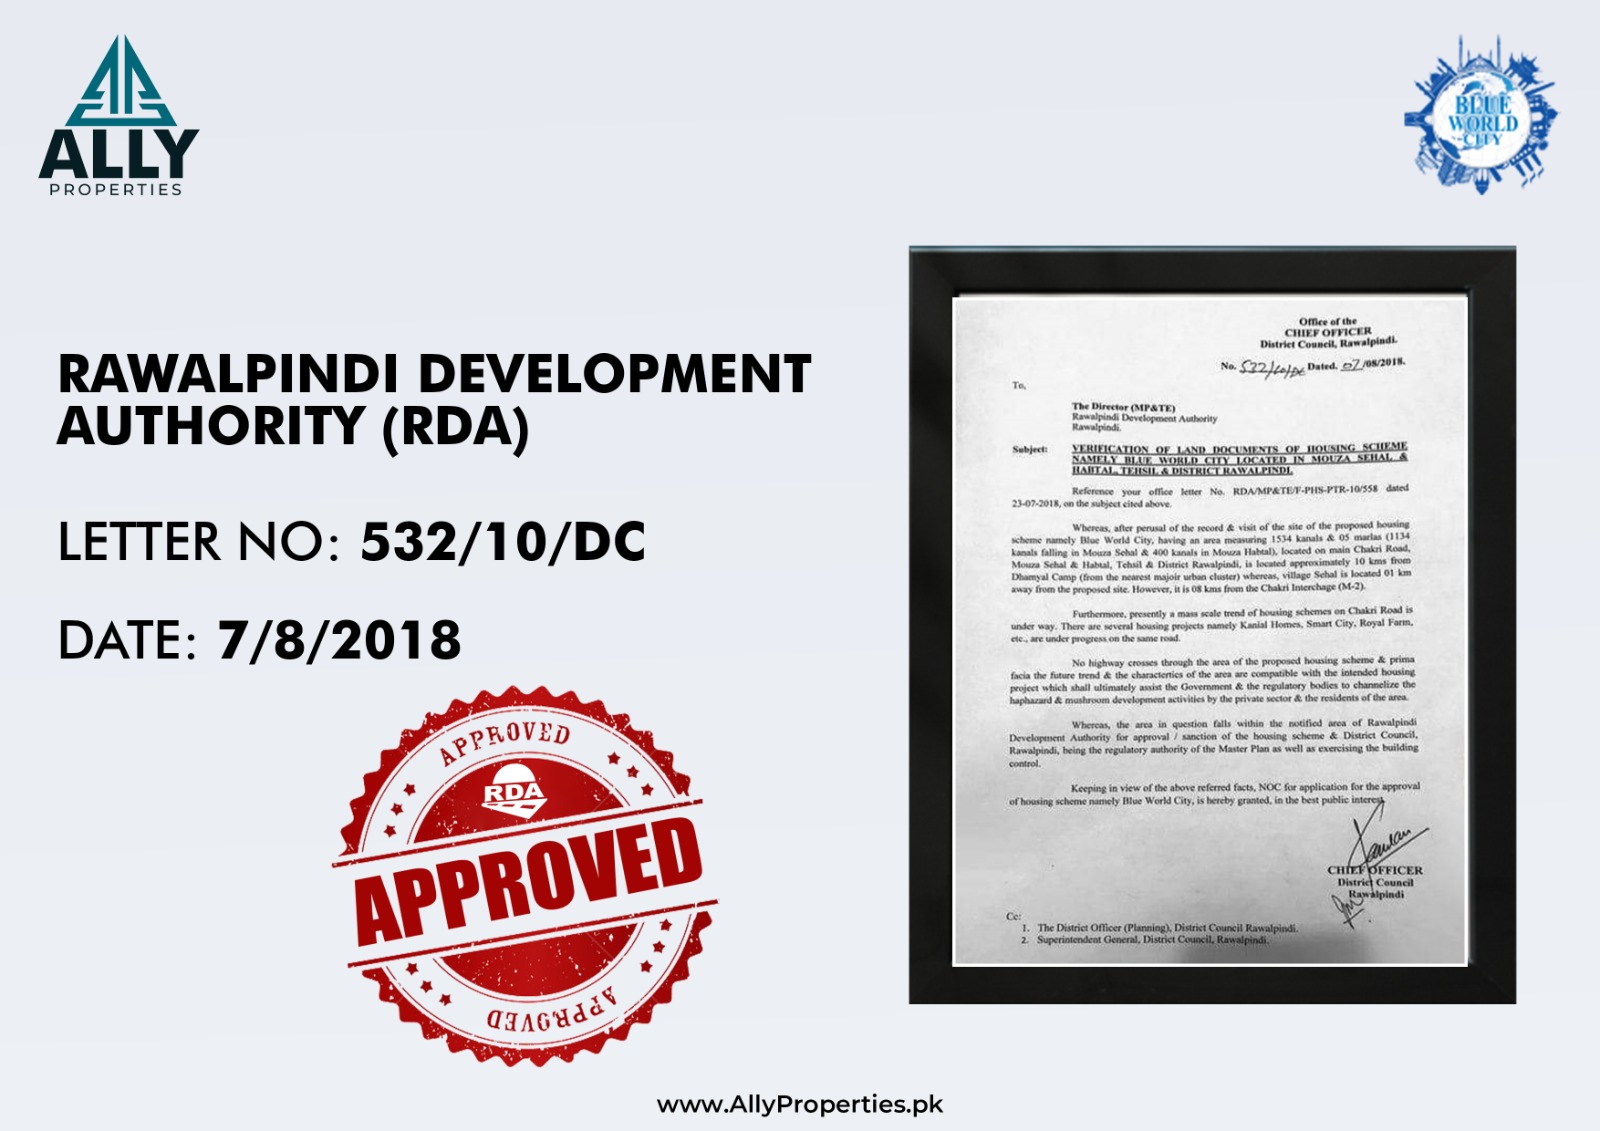 ALLY
PROPERTIES
BLUE
WORLD
CITY
RAWALPINDI DEVELOPMENT
AUTHORITY (RDA)
LETTER NO: 532/10/DC
DATE: 7/8/2018
APPROVED
RDA
APPROVED
APPROVED
Office of the
CHIEF OFFICER
District Council, Rawalpindi.
No. 532/10/DC Dated. 07/08/2018.
To,
The Director (MP&TE)
Rawalpindi Development Authority
Rawalpindi.
Subject: VERIFICATION OF LAND DOCUMENTS OF HOUSING SCHEME
NAMELY BLUE WORLD CITY LOCATED IN MOUZA SEHAL &
HABTAL, TEHSIL & DISTRICT RAWALPINDI.
Reference your office letter No. RDA/MP&TE/F-PHS-PTR-10/558 dated
23-07-2018, on the subject cited above.
Whereas, after perusal of the record & visit of the site of the proposed housing
scheme namely Blue World City, having an area measuring 1534 kanals & 05 marlas (1134
kanals falling in Mouza Sehal & 400 kanals in Mouza Habtal), located on main Chakri Road,
Mouza Sehal & Habtal, Tehsil & District Rawalpindi, is located approximately 10 kms from
Dhamyal Camp (from the nearest majoir urban cluster) whereas, village Sehal is located 01 km
away from the proposed site. However, it is 08 kms from the Chakri Interchange (M-2).
Furthermore, presently a mass scale trend of housing schemes on Chakri Road is
under way. There are several housing projects namely Kanial Homes, Smart City, Royal Farm,
etc., are under progress on the same road.
No highway crosses through the area of the proposed housing scheme & prima
facia the future trend & the charactertics of the area are compatible with the intended housing
project which shall ultimately assist the Government & the regulatory bodies to channelize the
haphazard & mushroom development activities by the private sector & the residents of the area.
Whereas, the area in question falls within the notified area of Rawalpindi
Development Authority for approval / sanction of the housing scheme & District Council,
Rawalpindi, being the regulatory authority of the Master Plan as well as exercising the building
control.
Keeping in view of the above referred facts, NOC for application for the approval
of housing scheme namely Blue World City, is hereby granted, in the best public interest.
CHIEF OFFICER
District Council
Rawalpindi
Cc:
1. The District Officer (Planning), District Council Rawalpindi.
2. Superintendent General, District Council, Rawalpindi.
www.AllyProperties.pk